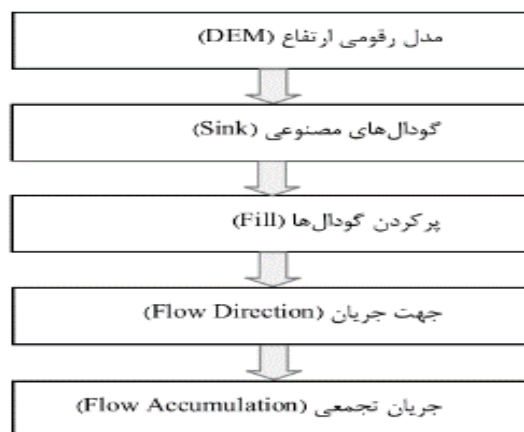 مدل رقومی ارتفاع (DEM)
گودال‌های مصنوعی (Sink)
پرکردن گودال‌ها (Fill)
جهت جریان (Flow Direction)
جریان تجمعی (Flow Accumulation)